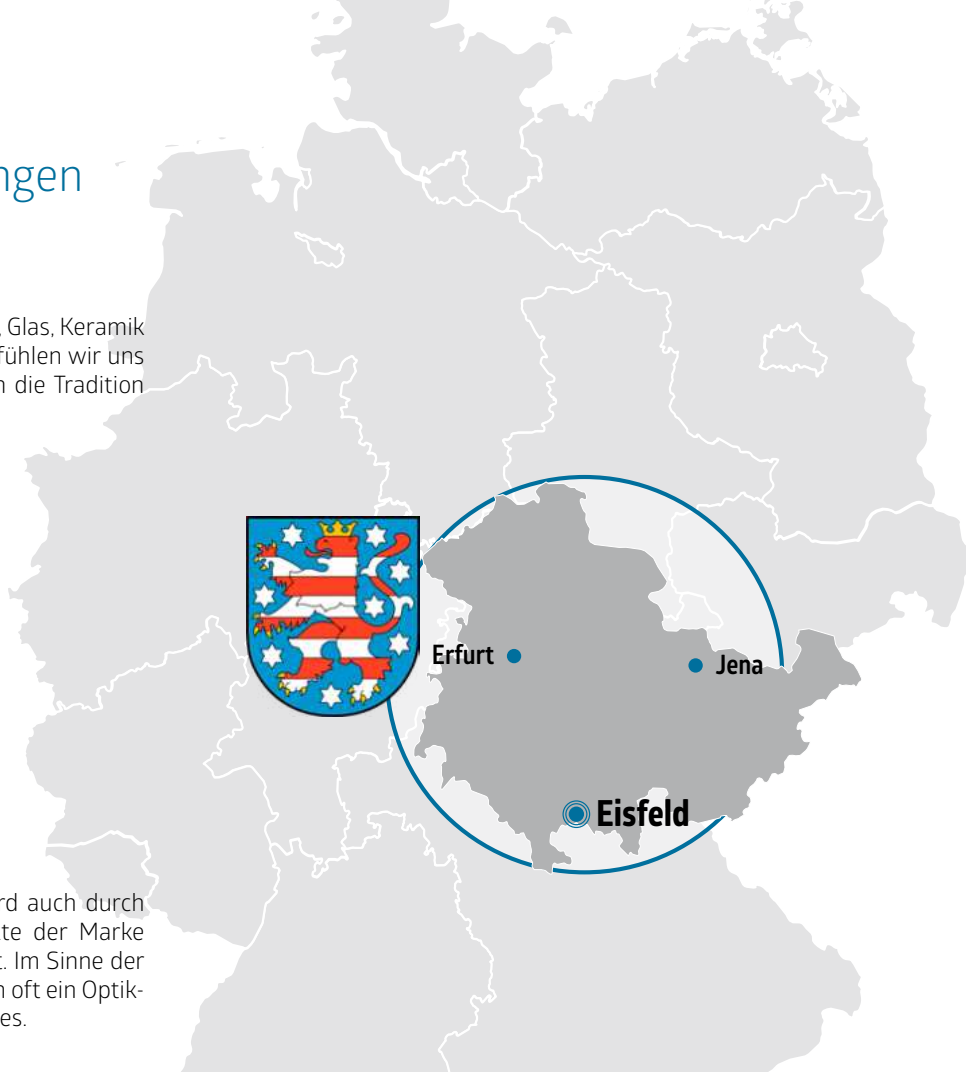 ngen
, Glas, Keramik
fühlen wir uns
die Tradition
Erfurt
Jena
Eisfeld
rd auch durch
te der Marke
t. Im Sinne der
oft ein Optik-
es.